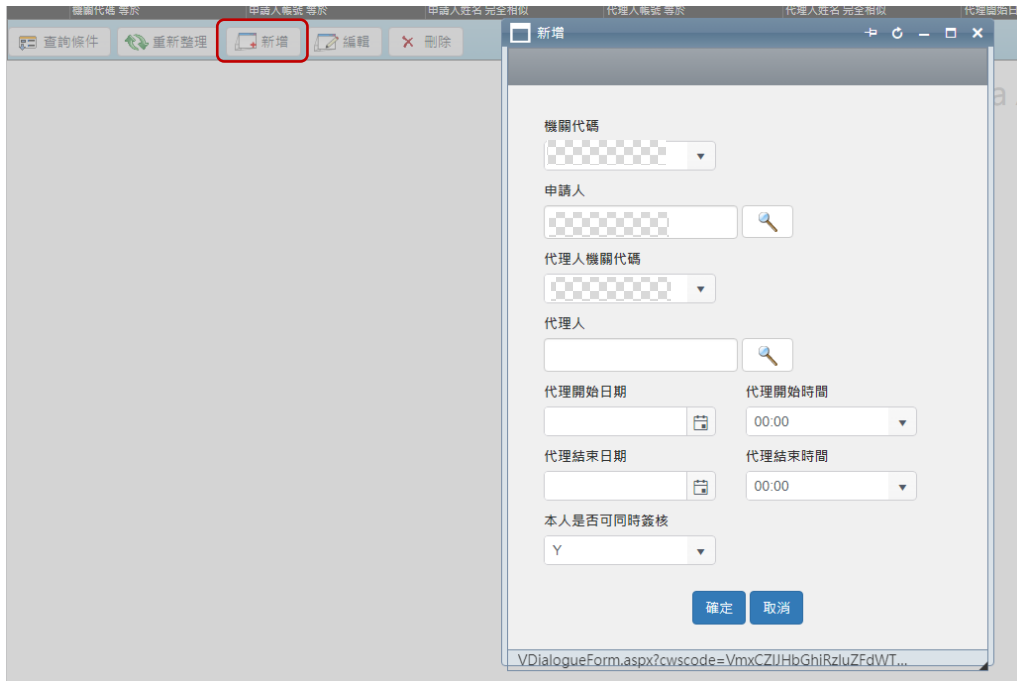 機關代碼 等於 申請人帳號 等於 申請人姓名 完全相似 代理人帳號 等於 代理人姓名 完全相似 代理開始日
查詢條件 重新整理 新增 編輯 刪除
新增
機關代碼
申請人
代理人機關代碼
代理人
代理開始日期 代理開始時間
00:00
代理結束日期 代理結束時間
00:00
本人是否可同時簽核
Y
確定 取消